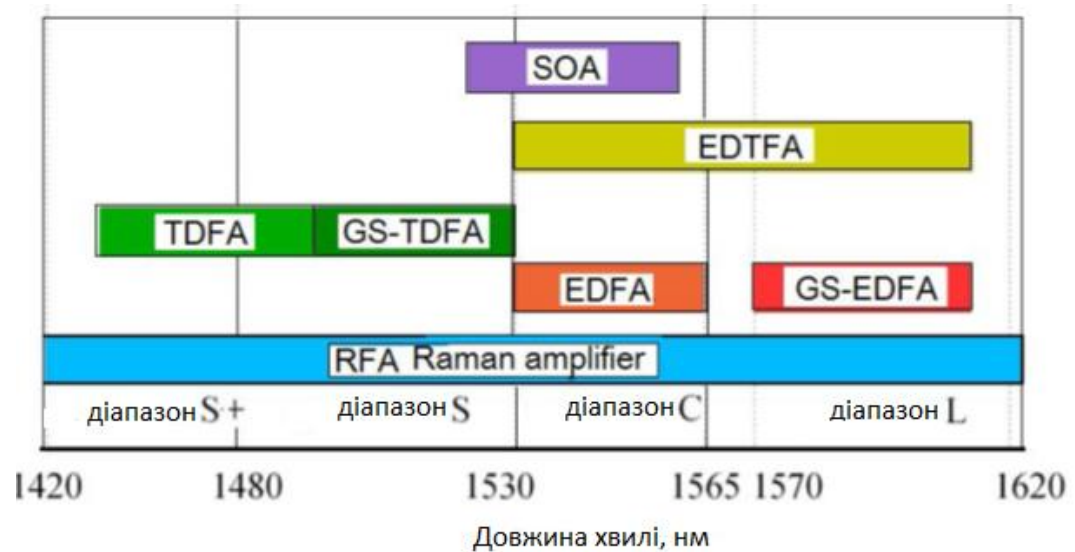 SOA
EDTFA
TDFA GS-TDFA
EDFA GS-EDFA
RFA Raman amplifier
діапазон S+ діапазон S діапазон C діапазон L
1420 1480 1530 1565 1570 1620
Довжина хвилі, нм